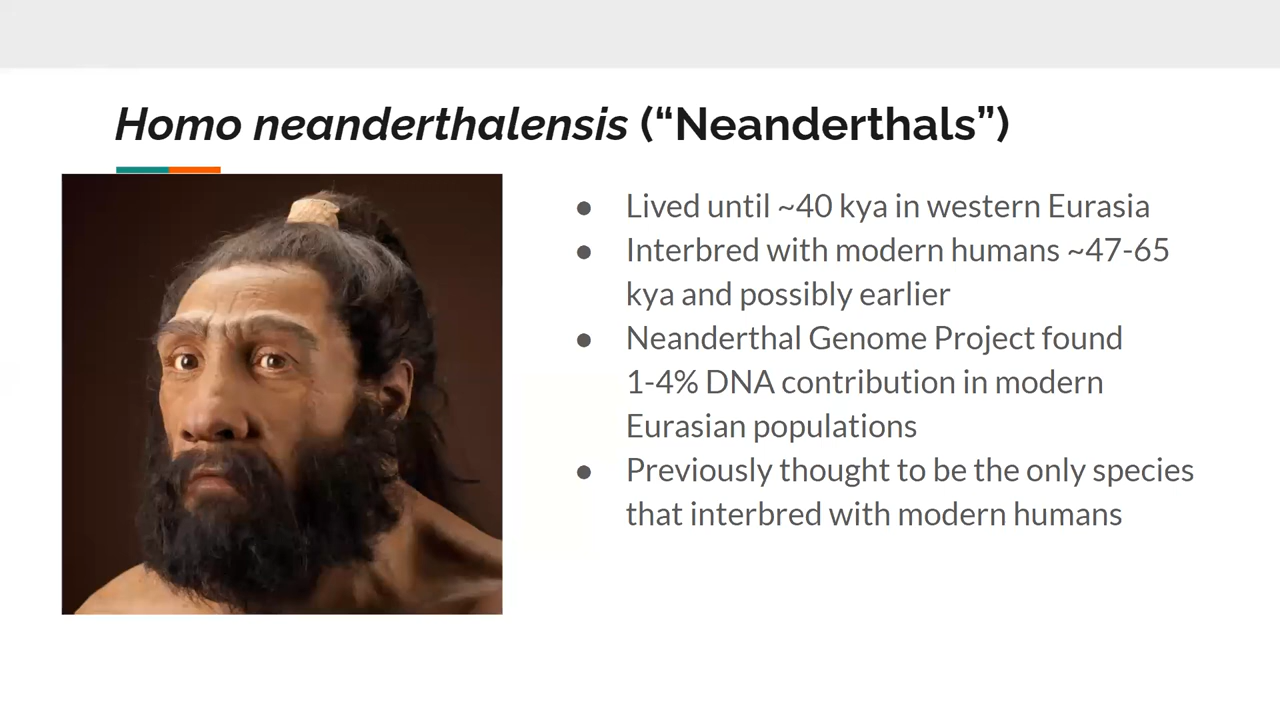 Homo neanderthalensis (“Neanderthals”)
● Lived until ~40 kya in western Eurasia
● Interbred with modern humans ~47-65
kya and possibly earlier
● Neanderthal Genome Project found
1-4% DNA contribution in modern
Eurasian populations
● Previously thought to be the only species
that interbred with modern humans